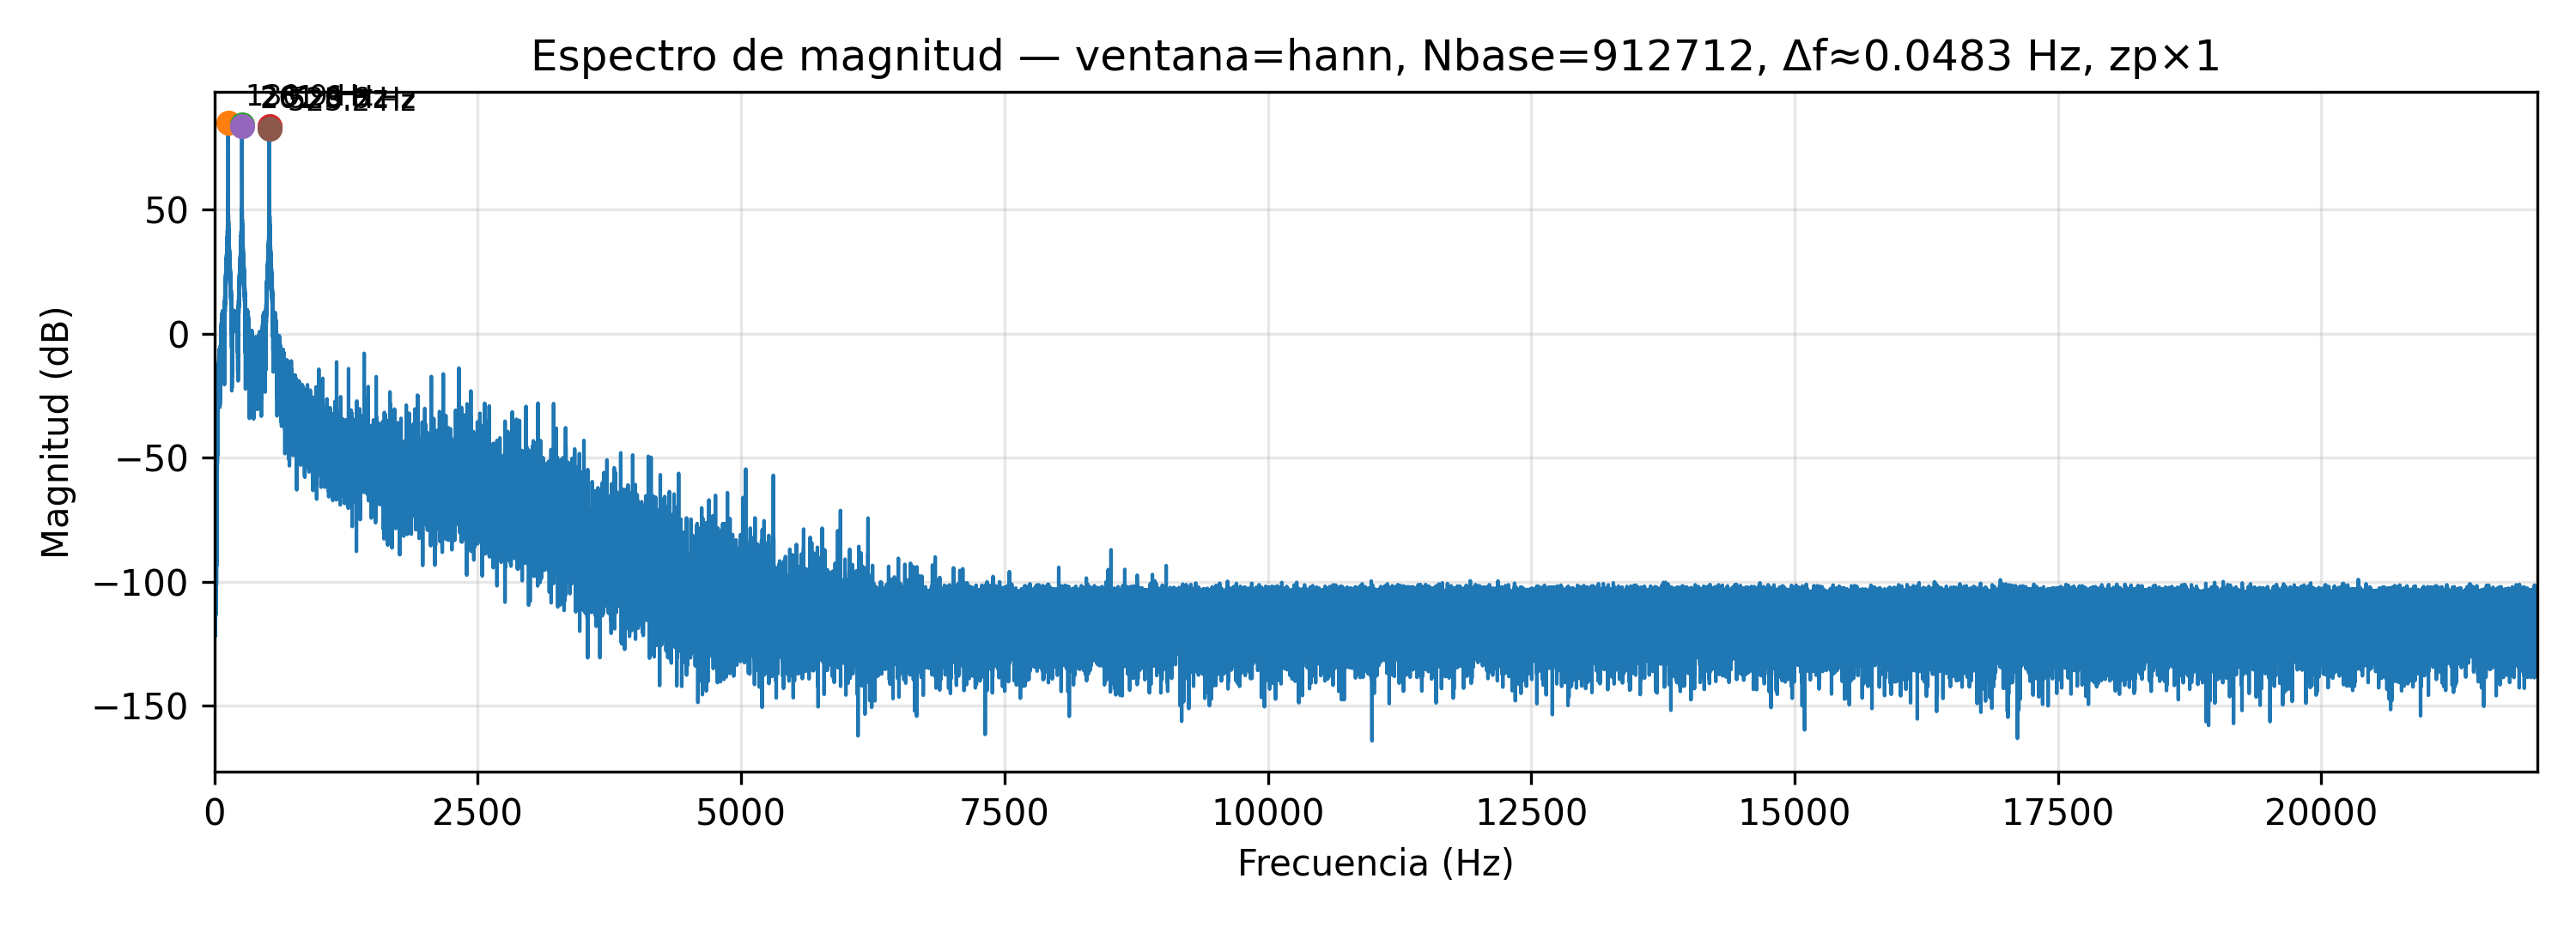 Espectro de magnitud — ventana=hann, Nbase=912712, Δf≈0.0483 Hz, zp×1
50
0
−50
−100
−150
Magnitud (dB)
0 2500 5000 7500 10000 12500 15000 17500 20000
Frecuencia (Hz)